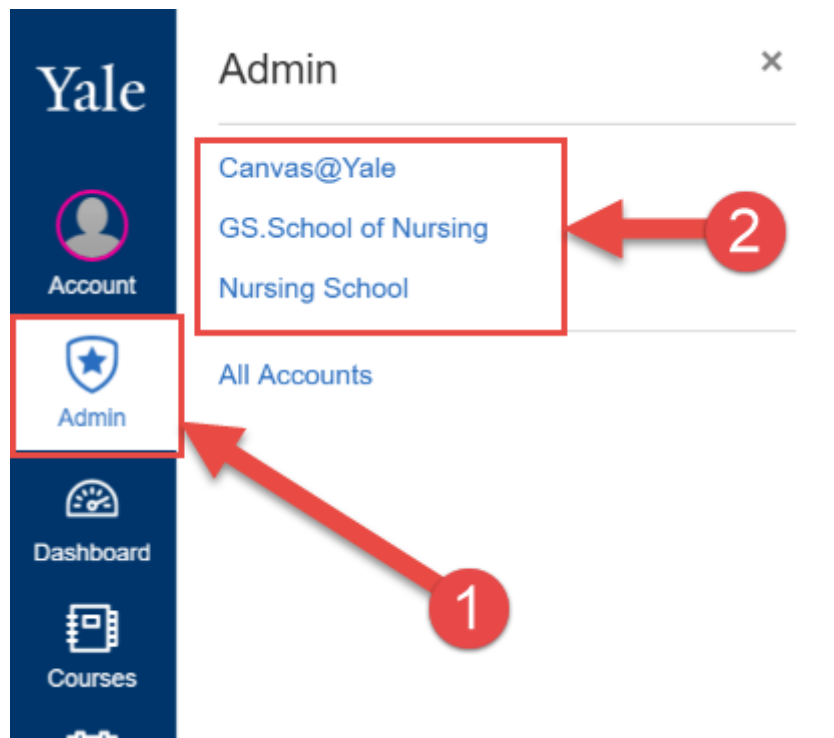 Yale
Account
Admin
Dashboard
Courses
Admin
×
Canvas@Yale
GS.School of Nursing
Nursing School
All Accounts
2
1